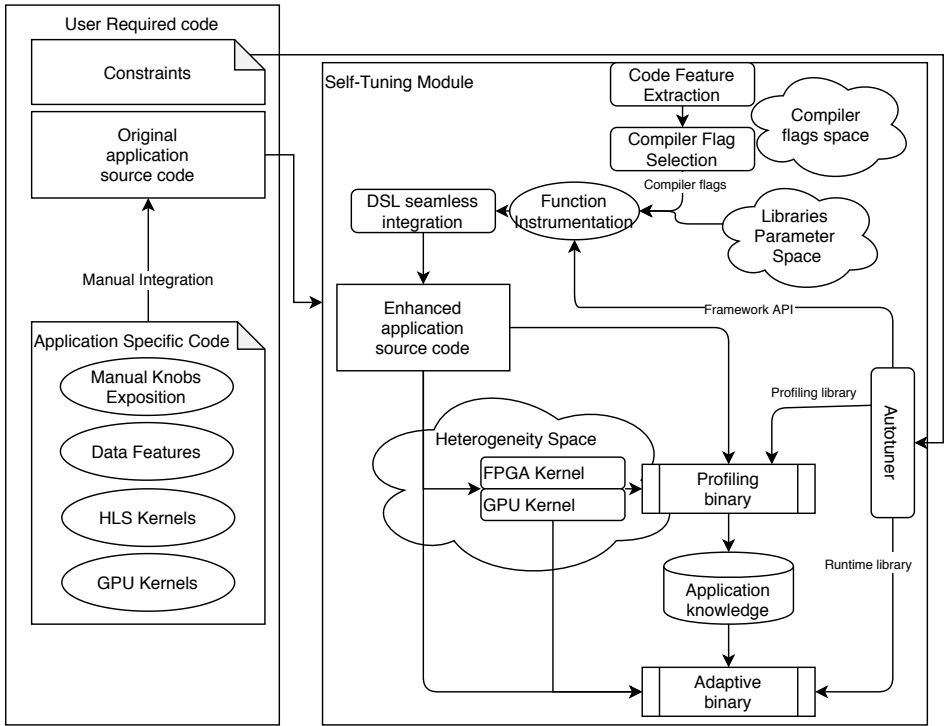 User Required code
Constraints
Original
application
source code
Manual Integration
Application Specific Code
Manual Knobs
Exposition
Data Features
HLS Kernels
GPU Kernels
Self-Tuning Module
Code Feature
Extraction
Compiler Flag
Selection
Compiler
flags space
Compiler flags
Libraries
Parameter
Space
Function
Instrumentation
DSL seamless
integration
Enhanced
application
source code
Framework API
Profiling library
Autotuner
Heterogeneity Space
FPGA Kernel
GPU Kernel
Profiling
binary
Runtime library
Application
knowledge
Adaptive
binary